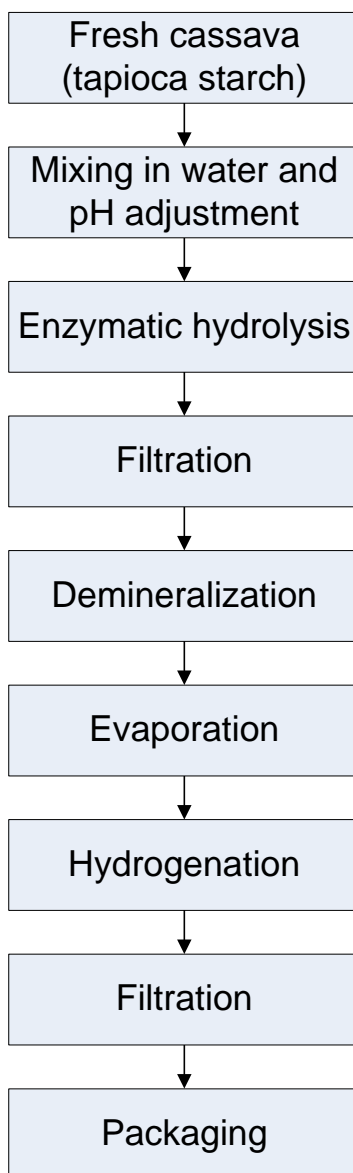 Fresh cassava
(tapioca starch)
Mixing in water and
pH adjustment
Enzymatic hydrolysis
Filtration
Demineralization
Evaporation
Hydrogenation
Filtration
Packaging